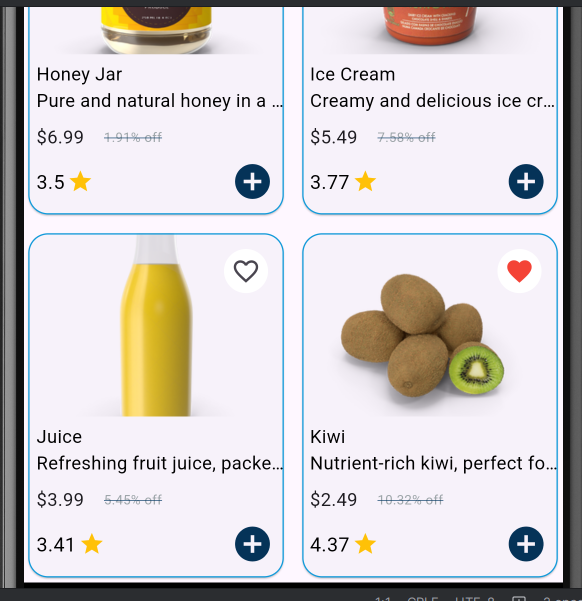 Honey Jar
Pure and natural honey in a ...
$6.99 1.91% off
3.5
Ice Cream
Creamy and delicious ice cr...
$5.49 7.58% off
3.77
Juice
Refreshing fruit juice, packe...
$3.99 5.45% off
3.41
Kiwi
Nutrient-rich kiwi, perfect fo...
$2.49 10.32% off
4.37